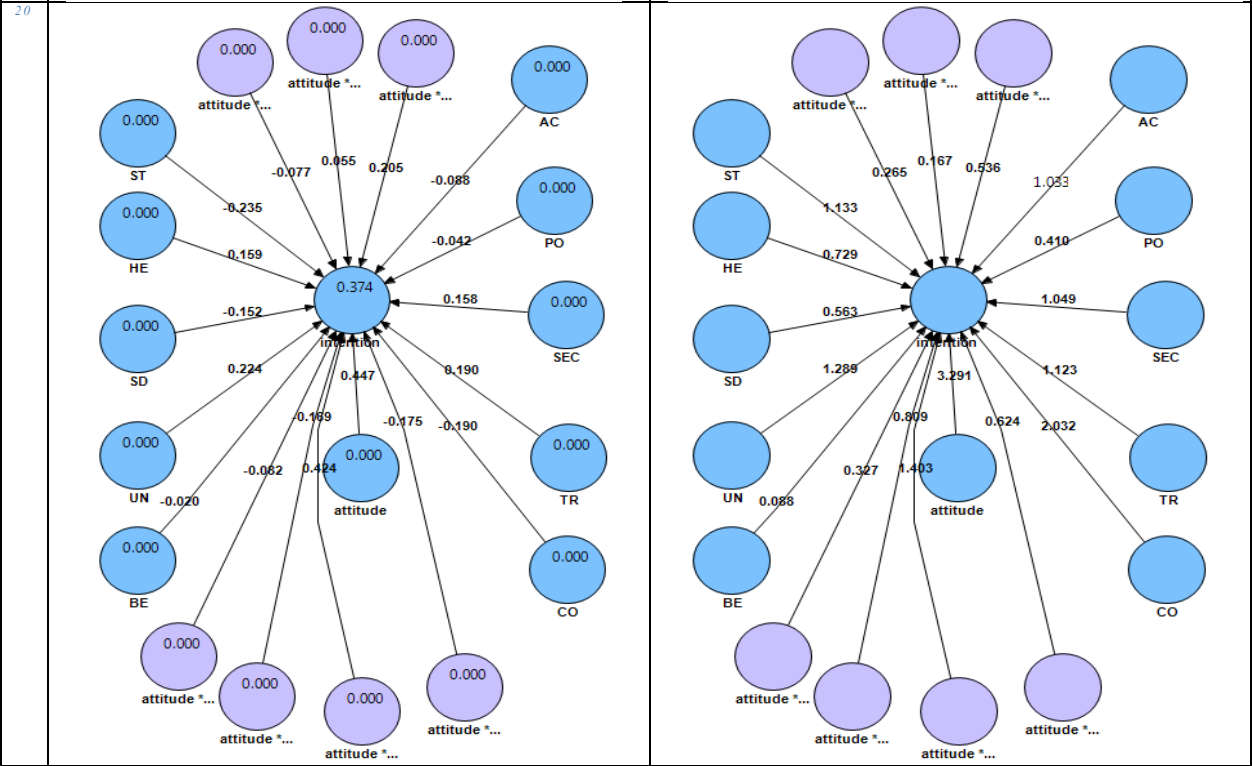 20
0.000
attitude *...
0.000
attitude *...
0.000
attitude *...
0.000
AC
0.000
ST
0.000
HE
0.000
SD
0.000
UN
0.000
BE
0.000
PO
0.000
SEC
0.000
TR
0.000
CO
0.374
intention
0.000
attitude
0.000
attitude *...
0.000
attitude *...
0.000
attitude *...
0.000
attitude *...
-0.077
0.055
0.205
-0.088
-0.235
-0.042
0.159
0.158
-0.152
0.224
0.447
0.190
-0.169
-0.175
-0.190
-0.082
0.424
-0.020
attitude *...
attitude *...
attitude *...
AC
ST
HE
SD
UN
BE
PO
SEC
TR
CO
intention
attitude
attitude *...
attitude *...
attitude *...
attitude *...
0.265
0.167
0.536
1.033
1.133
0.410
0.729
1.049
0.563
1.289
3.291
1.123
0.809
0.624
2.032
0.327
1.403
0.088